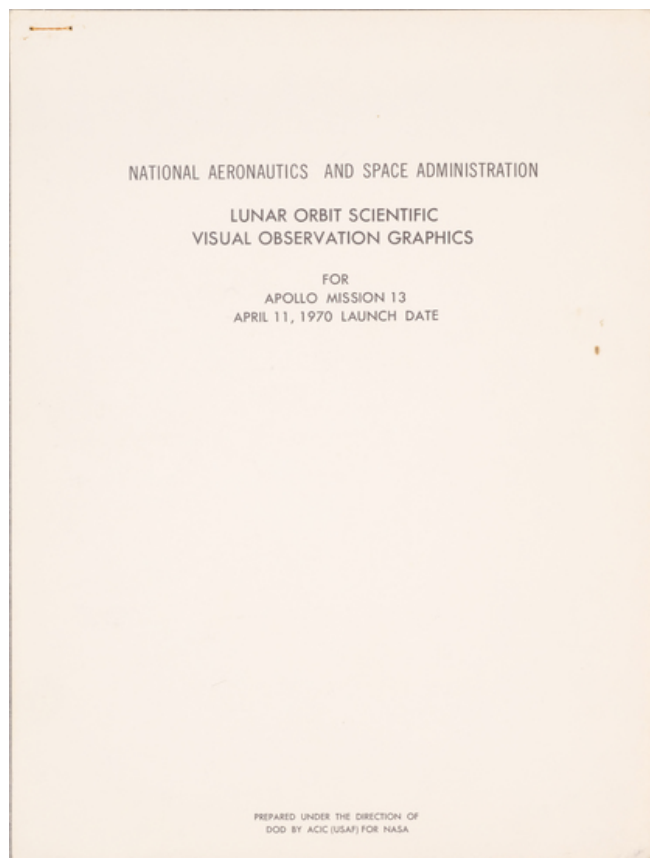 NATIONAL AERONAUTICS AND SPACE ADMINISTRATION
LUNAR ORBIT SCIENTIFIC
VISUAL OBSERVATION GRAPHICS
FOR
APOLLO MISSION 13
APRIL 11, 1970 LAUNCH DATE
PREPARED UNDER THE DIRECTION OF
DOD BY ACIC (USAF) FOR NASA